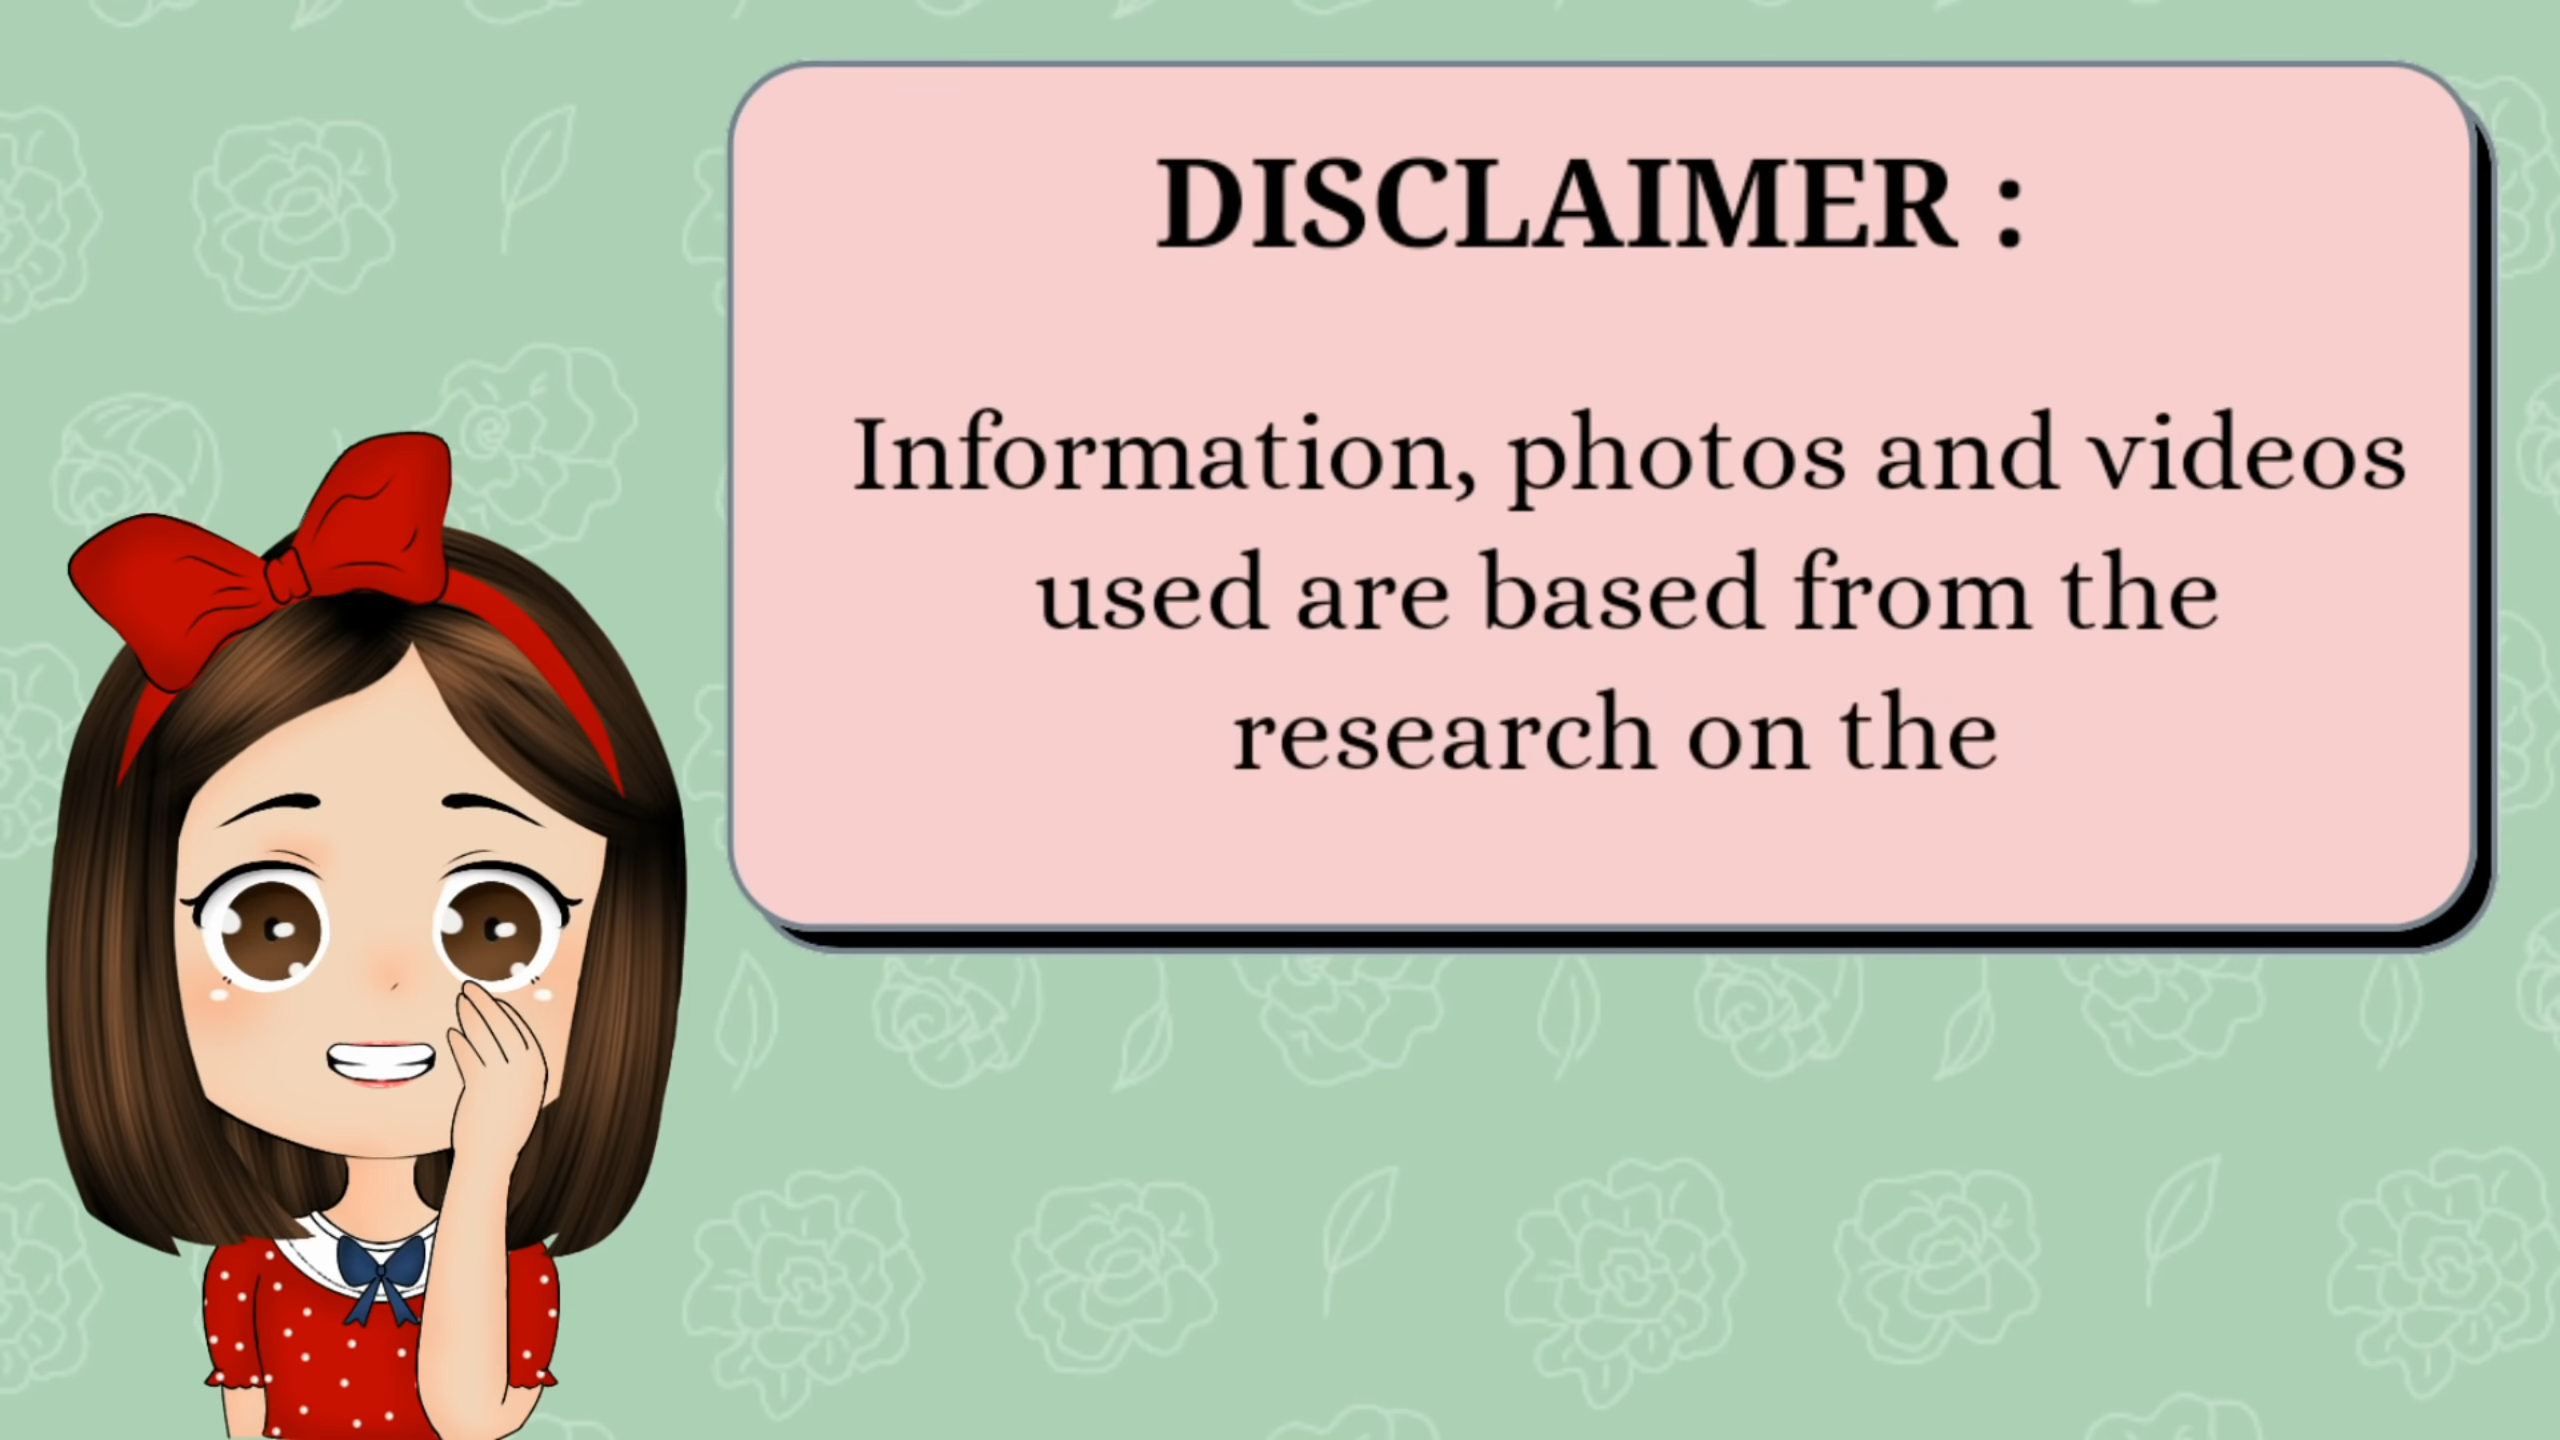 DISCLAIMER :
Information, photos and videos
used are based from the
research on the